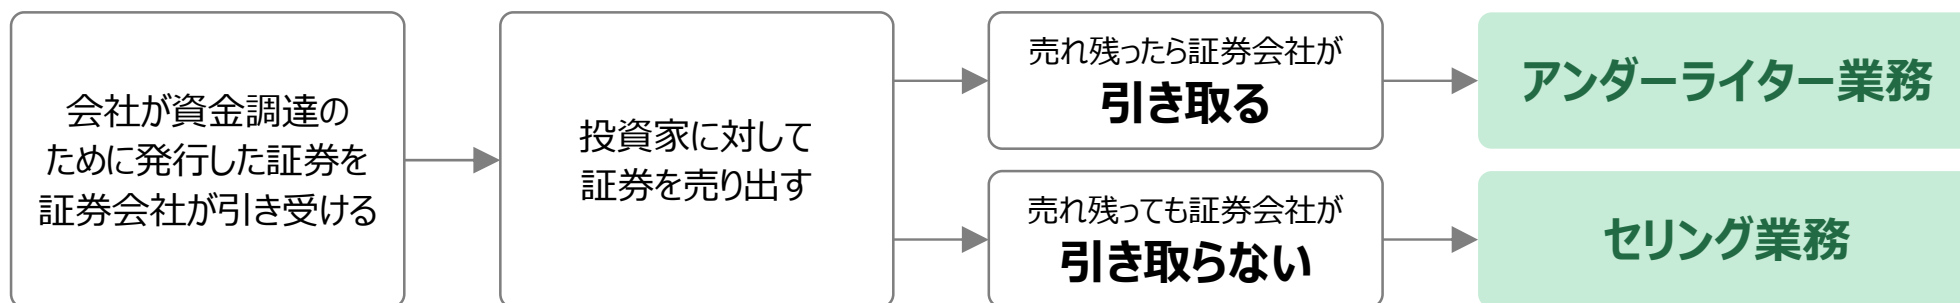 会社が資金調達の
ために発行した証券を
証券会社が引き受ける
投資家に対して
証券を売り出す
売れ残ったら証券会社が
引き取る
アンダーライター業務
売れ残っても証券会社が
引き取らない
セリング業務